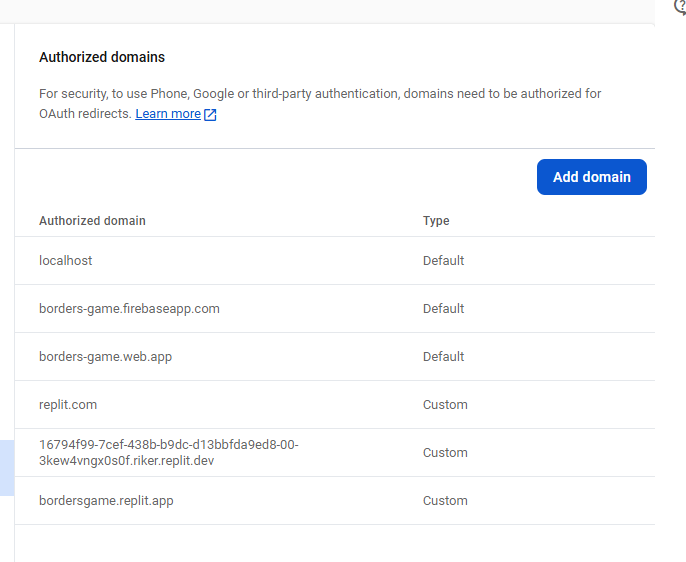 Authorized domains
For security, to use Phone, Google or third-party authentication, domains need to be authorized for
OAuth redirects. Learn more
Add domain
Authorized domain Type
localhost Default
borders-game.firebaseapp.com Default
borders-game.web.app Default
replit.com Custom
16794f99-7cef-438b-b9dc-d13bbfda9ed8-00-
3kew4vngx0s0f.riker.replit.dev Custom
bordersgame.replit.app Custom